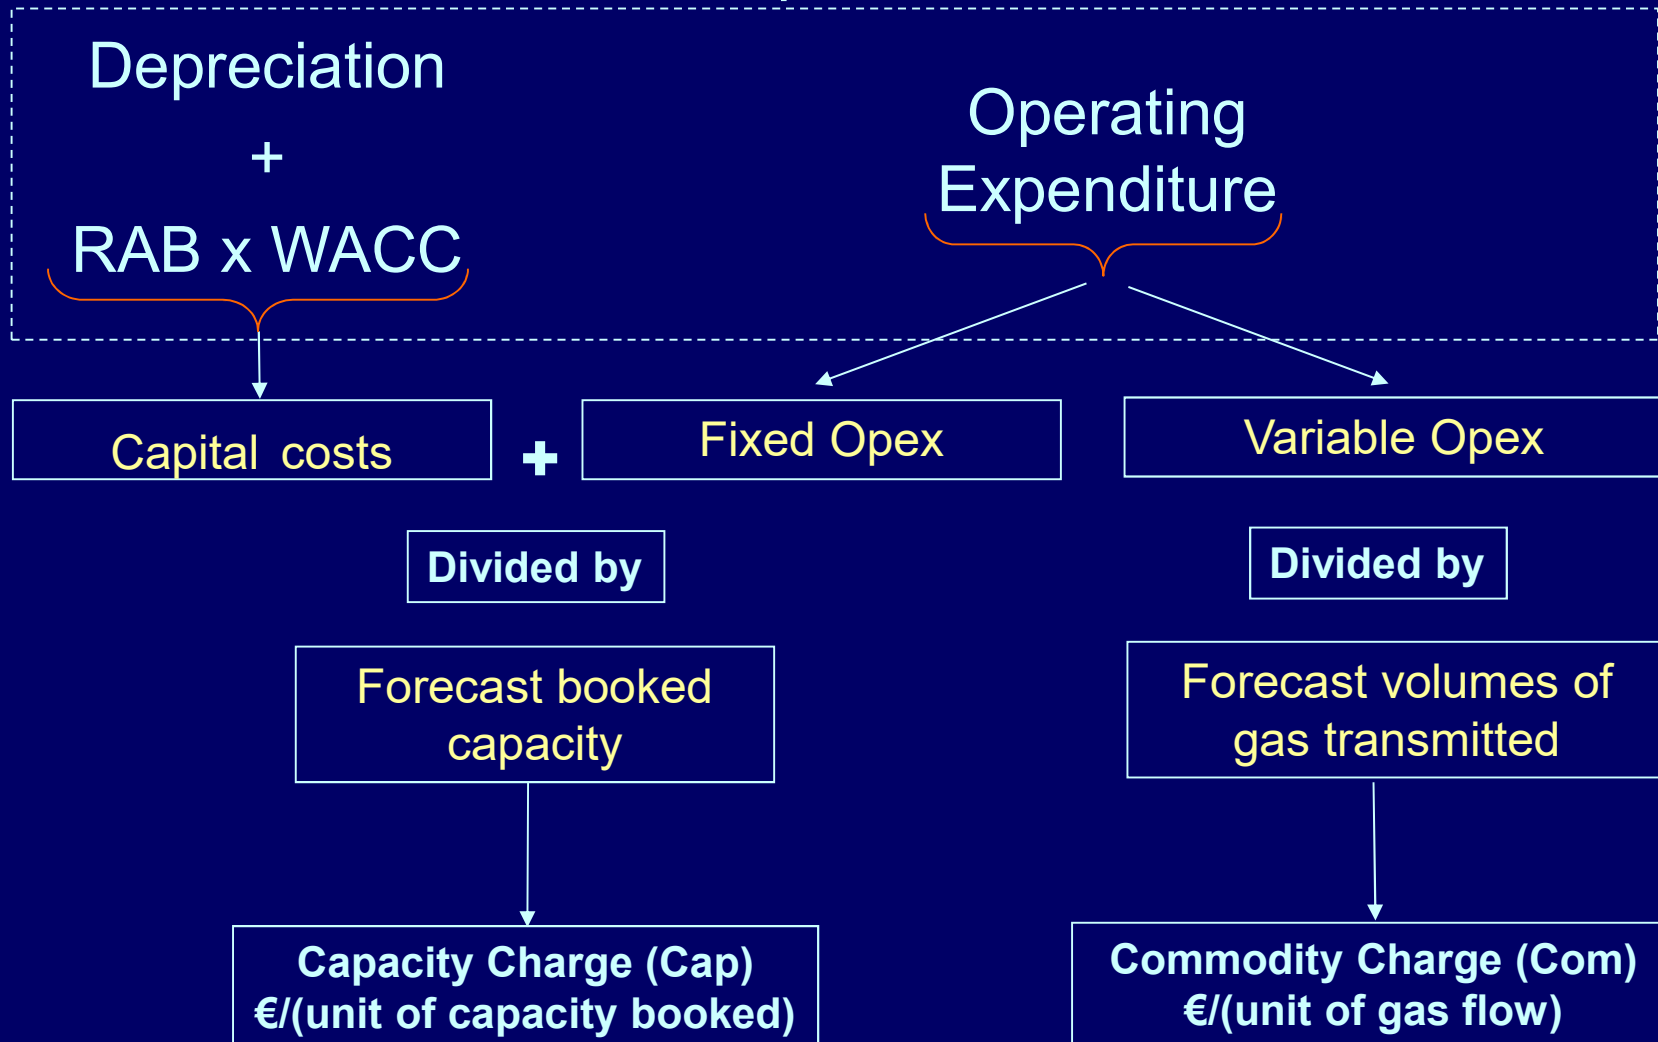 Depreciation
+
RAB x WACC
Operating
Expenditure
Capital costs
+
Fixed Opex
Variable Opex
Divided by
Divided by
Forecast booked
capacity
Forecast volumes of
gas transmitted
Capacity Charge (Cap)
€/(unit of capacity booked)
Commodity Charge (Com)
€/(unit of gas flow)